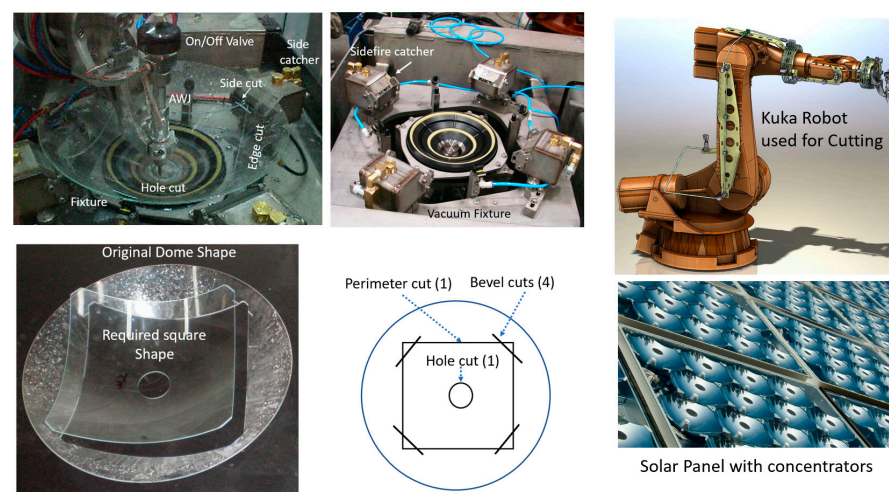 On/Off Valve
Side
catcher
Side cut
AWJ
Edge cut
Hole cut
Fixture
Sidefire catcher
Vacuum Fixture
Kuka Robot
used for Cutting
Original Dome Shape
Required square
Shape
Perimeter cut (1)
Bevel cuts (4)
Hole cut (1)
Solar Panel with concentrators